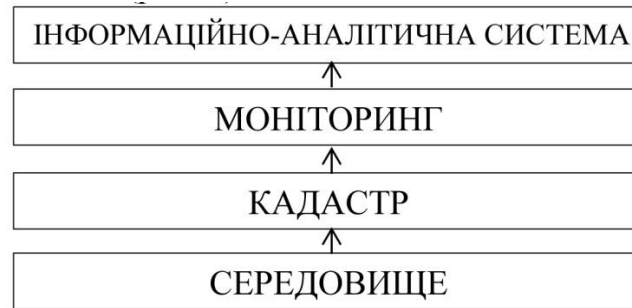 ІНФОРМАЦІЙНО-АНАЛІТИЧНА СИСТЕМА
МОНІТОРИНГ
КАДАСТР
СЕРЕДОВИЩЕ